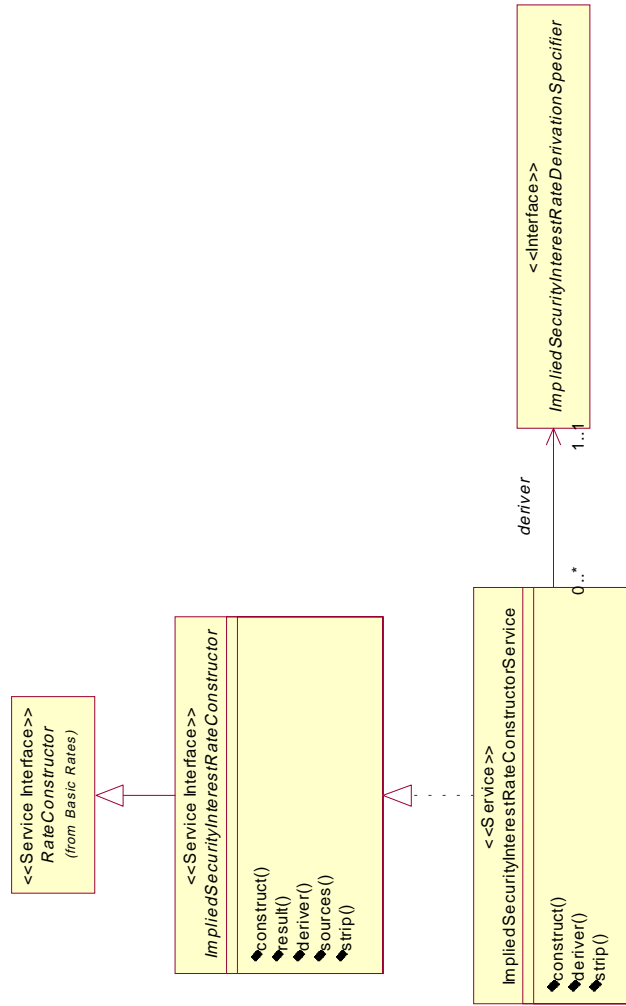 <<Service Interface>>
RateConstructor
(from Basic Rates)
<<Service Interface>>
ImpliedSecurityInterestRateConstructor
construct()
result()
deriver()
sources()
strip()
<<Service>>
ImpliedSecurityInterestRateConstructorService
construct()
deriver()
strip()
0..*
deriver
1..1
<<Interface>>
ImpliedSecurityInterestRateDerivationSpecifier